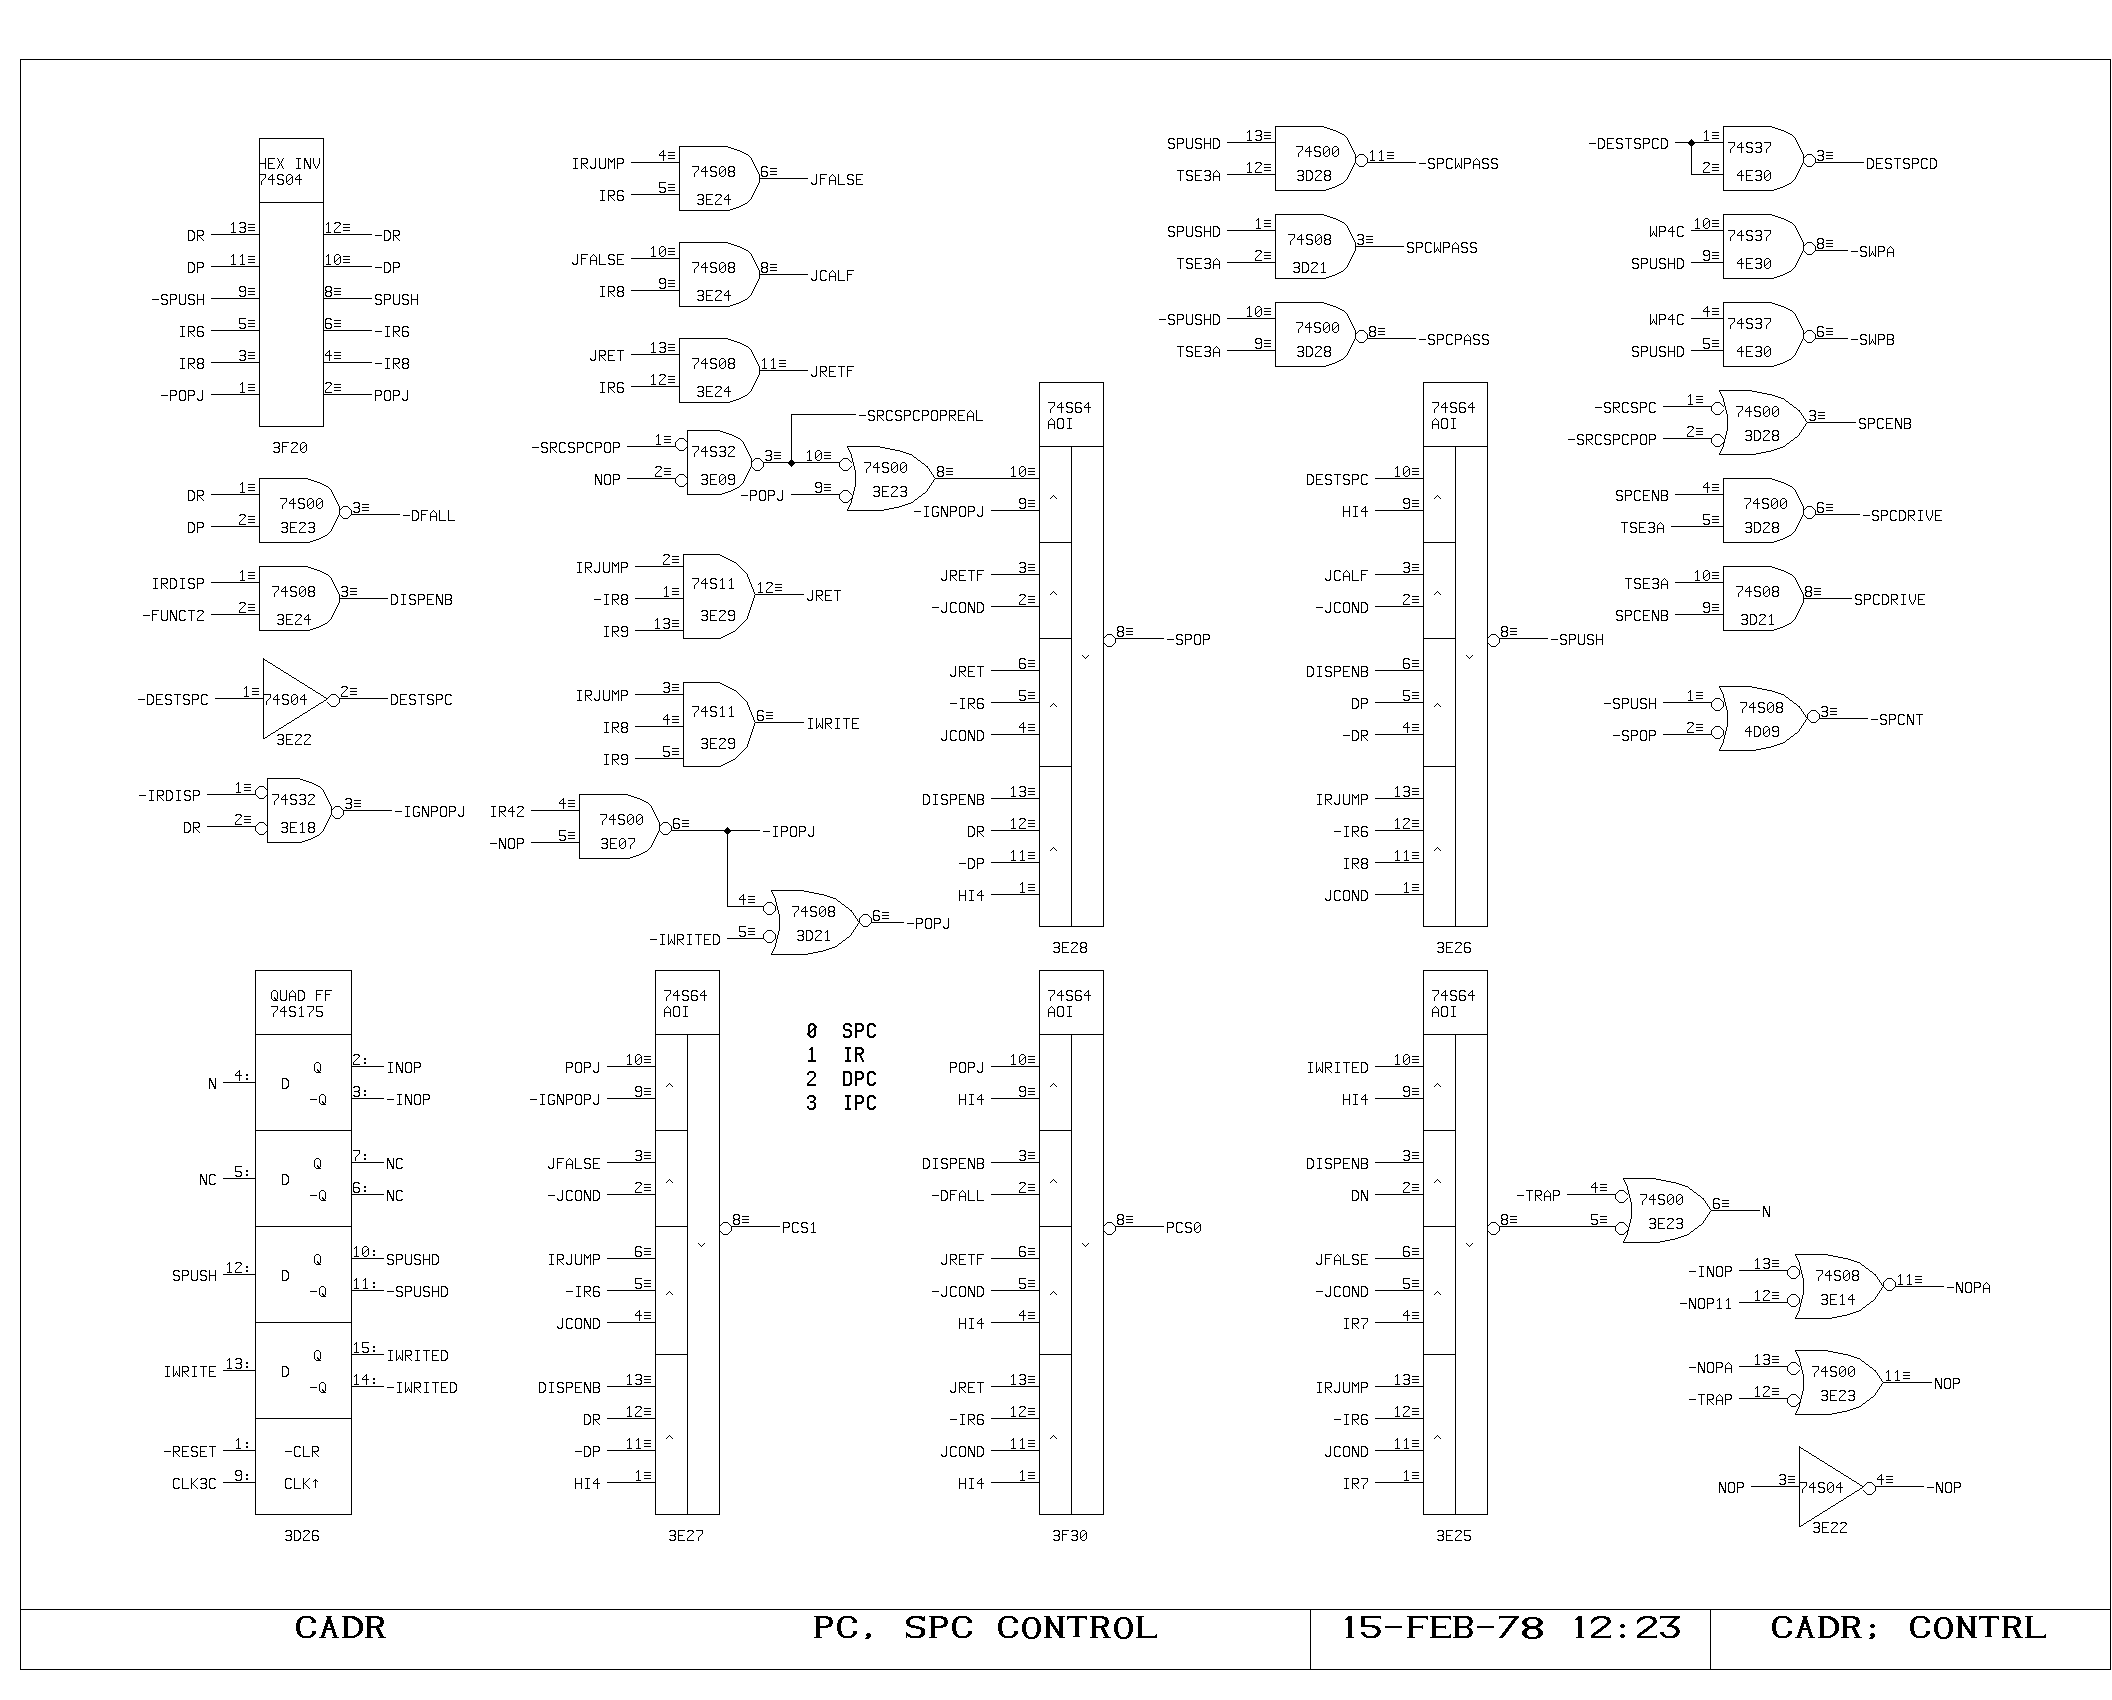 HEX INV
74S04
DR 13≡ 12≡ -DR
DP 11≡ 10≡ -DP
-SPUSH 9≡ 8≡ SPUSH
IR6 5≡ 6≡ -IR6
IR8 3≡ 4≡ -IR8
-POPJ 1≡ 2≡ POPJ
3F20
DR 1≡
74S00 3≡ -DFALL
DP 2≡ 3E23
IRDISP 1≡
74S08 3≡ DISPENB
-FUNCT2 2≡ 3E24
-DESTSPC 1≡ 74S04 2≡ DESTSPC
3E22
-IRDISP 1≡
74S32 3≡ -IGNPOPJ
DR 2≡ 3E18
QUAD FF
74S175
Q 2: INOP
N 4: D
-Q 3: -INOP
Q 7: NC
NC 5: D
-Q 6: NC
Q 10: SPUSHD
SPUSH 12: D
-Q 11: -SPUSHD
Q 15: IWRITED
IWRITE 13: D
-Q 14: -IWRITED
-RESET 1: -CLR
CLK3C 9: CLK↑
3D26
IRJUMP 4≡
74S08 6≡ JFALSE
IR6 5≡ 3E24
JFALSE 10≡
74S08 8≡ JCALF
IR8 9≡ 3E24
JRET 13≡
74S08 11≡ JRETF
IR6 12≡ 3E24
-SRCSPCPOPREAL
-SRCSPCPOP 1≡
74S32 3≡
NOP 2≡ 3E09
10≡ 74S00 8≡
-POPJ 9≡ 3E23
IRJUMP 2≡
74S11
-IR8 1≡ 12≡ JRET
3E29
IR9 13≡
IRJUMP 3≡
74S11
IR8 4≡ 6≡ IWRITE
3E29
IR9 5≡
IR42 4≡
74S00 6≡ -IPOPJ
-NOP 5≡ 3E07
4≡ 74S08 6≡ -POPJ
-IWRITED 5≡ 3D21
74S64
AOI
10≡
-IGNPOPJ 9≡
JRETF 3≡
-JCOND 2≡
8≡ -SPOP
JRET 6≡
-IR6 5≡
JCOND 4≡
DISPENB 13≡
DR 12≡
-DP 11≡
HI4 1≡
3E28
SPUSHD 13≡
74S00 11≡ -SPCWPASS
TSE3A 12≡ 3D28
SPUSHD 1≡
74S08 3≡ SPCWPASS
TSE3A 2≡ 3D21
-SPUSHD 10≡
74S00 8≡ -SPCPASS
TSE3A 9≡ 3D28
74S64
AOI
DESTSPC 10≡
HI4 9≡
JCALF 3≡
-JCOND 2≡
8≡ -SPUSH
DISPENB 6≡
DP 5≡
-DR 4≡
IRJUMP 13≡
-IR6 12≡
IR8 11≡
JCOND 1≡
3E26
-DESTSPCD 1≡ 74S37
3≡ DESTSPCD
2≡ 4E30
WP4C 10≡ 74S37
8≡ -SWPA
SPUSHD 9≡ 4E30
WP4C 4≡ 74S37
6≡ -SWPB
SPUSHD 5≡ 4E30
-SRCSPC 1≡ 74S00
3≡ SPCENB
-SRCSPCPOP 2≡ 3D28
SPCENB 4≡ 74S00
6≡ -SPCDRIVE
TSE3A 5≡ 3D28
TSE3A 10≡ 74S08
8≡ SPCDRIVE
SPCENB 9≡ 3D21
-SPUSH 1≡ 74S08
3≡ -SPCNT
-SPOP 2≡ 4D09
74S64
AOI
POPJ 10≡
-IGNPOPJ 9≡
JFALSE 3≡
-JCOND 2≡
8≡ PCS1
IRJUMP 6≡
-IR6 5≡
JCOND 4≡
DISPENB 13≡
DR 12≡
-DP 11≡
HI4 1≡
3E27
0 SPC
1 IR
2 DPC
3 IPC
74S64
AOI
POPJ 10≡
HI4 9≡
DISPENB 3≡
-DFALL 2≡
8≡ PCS0
JRETF 6≡
-JCOND 5≡
HI4 4≡
JRET 13≡
-IR6 12≡
JCOND 11≡
HI4 1≡
3F30
74S64
AOI
IWRITED 10≡
HI4 9≡
DISPENB 3≡
DN 2≡
8≡
JFALSE 6≡
-JCOND 5≡
IR7 4≡
IRJUMP 13≡
-IR6 12≡
JCOND 11≡
IR7 1≡
3E25
-TRAP 4≡ 74S00 6≡ N
5≡ 3E23
-INOP 13≡ 74S08 11≡ -NOPA
-NOP11 12≡ 3E14
-NOPA 13≡ 74S00 11≡ NOP
-TRAP 12≡ 3E23
NOP 3≡ 74S04 4≡ -NOP
3E22
CADR PC, SPC CONTROL 15-FEB-78 12:23 CADR; CONTRL